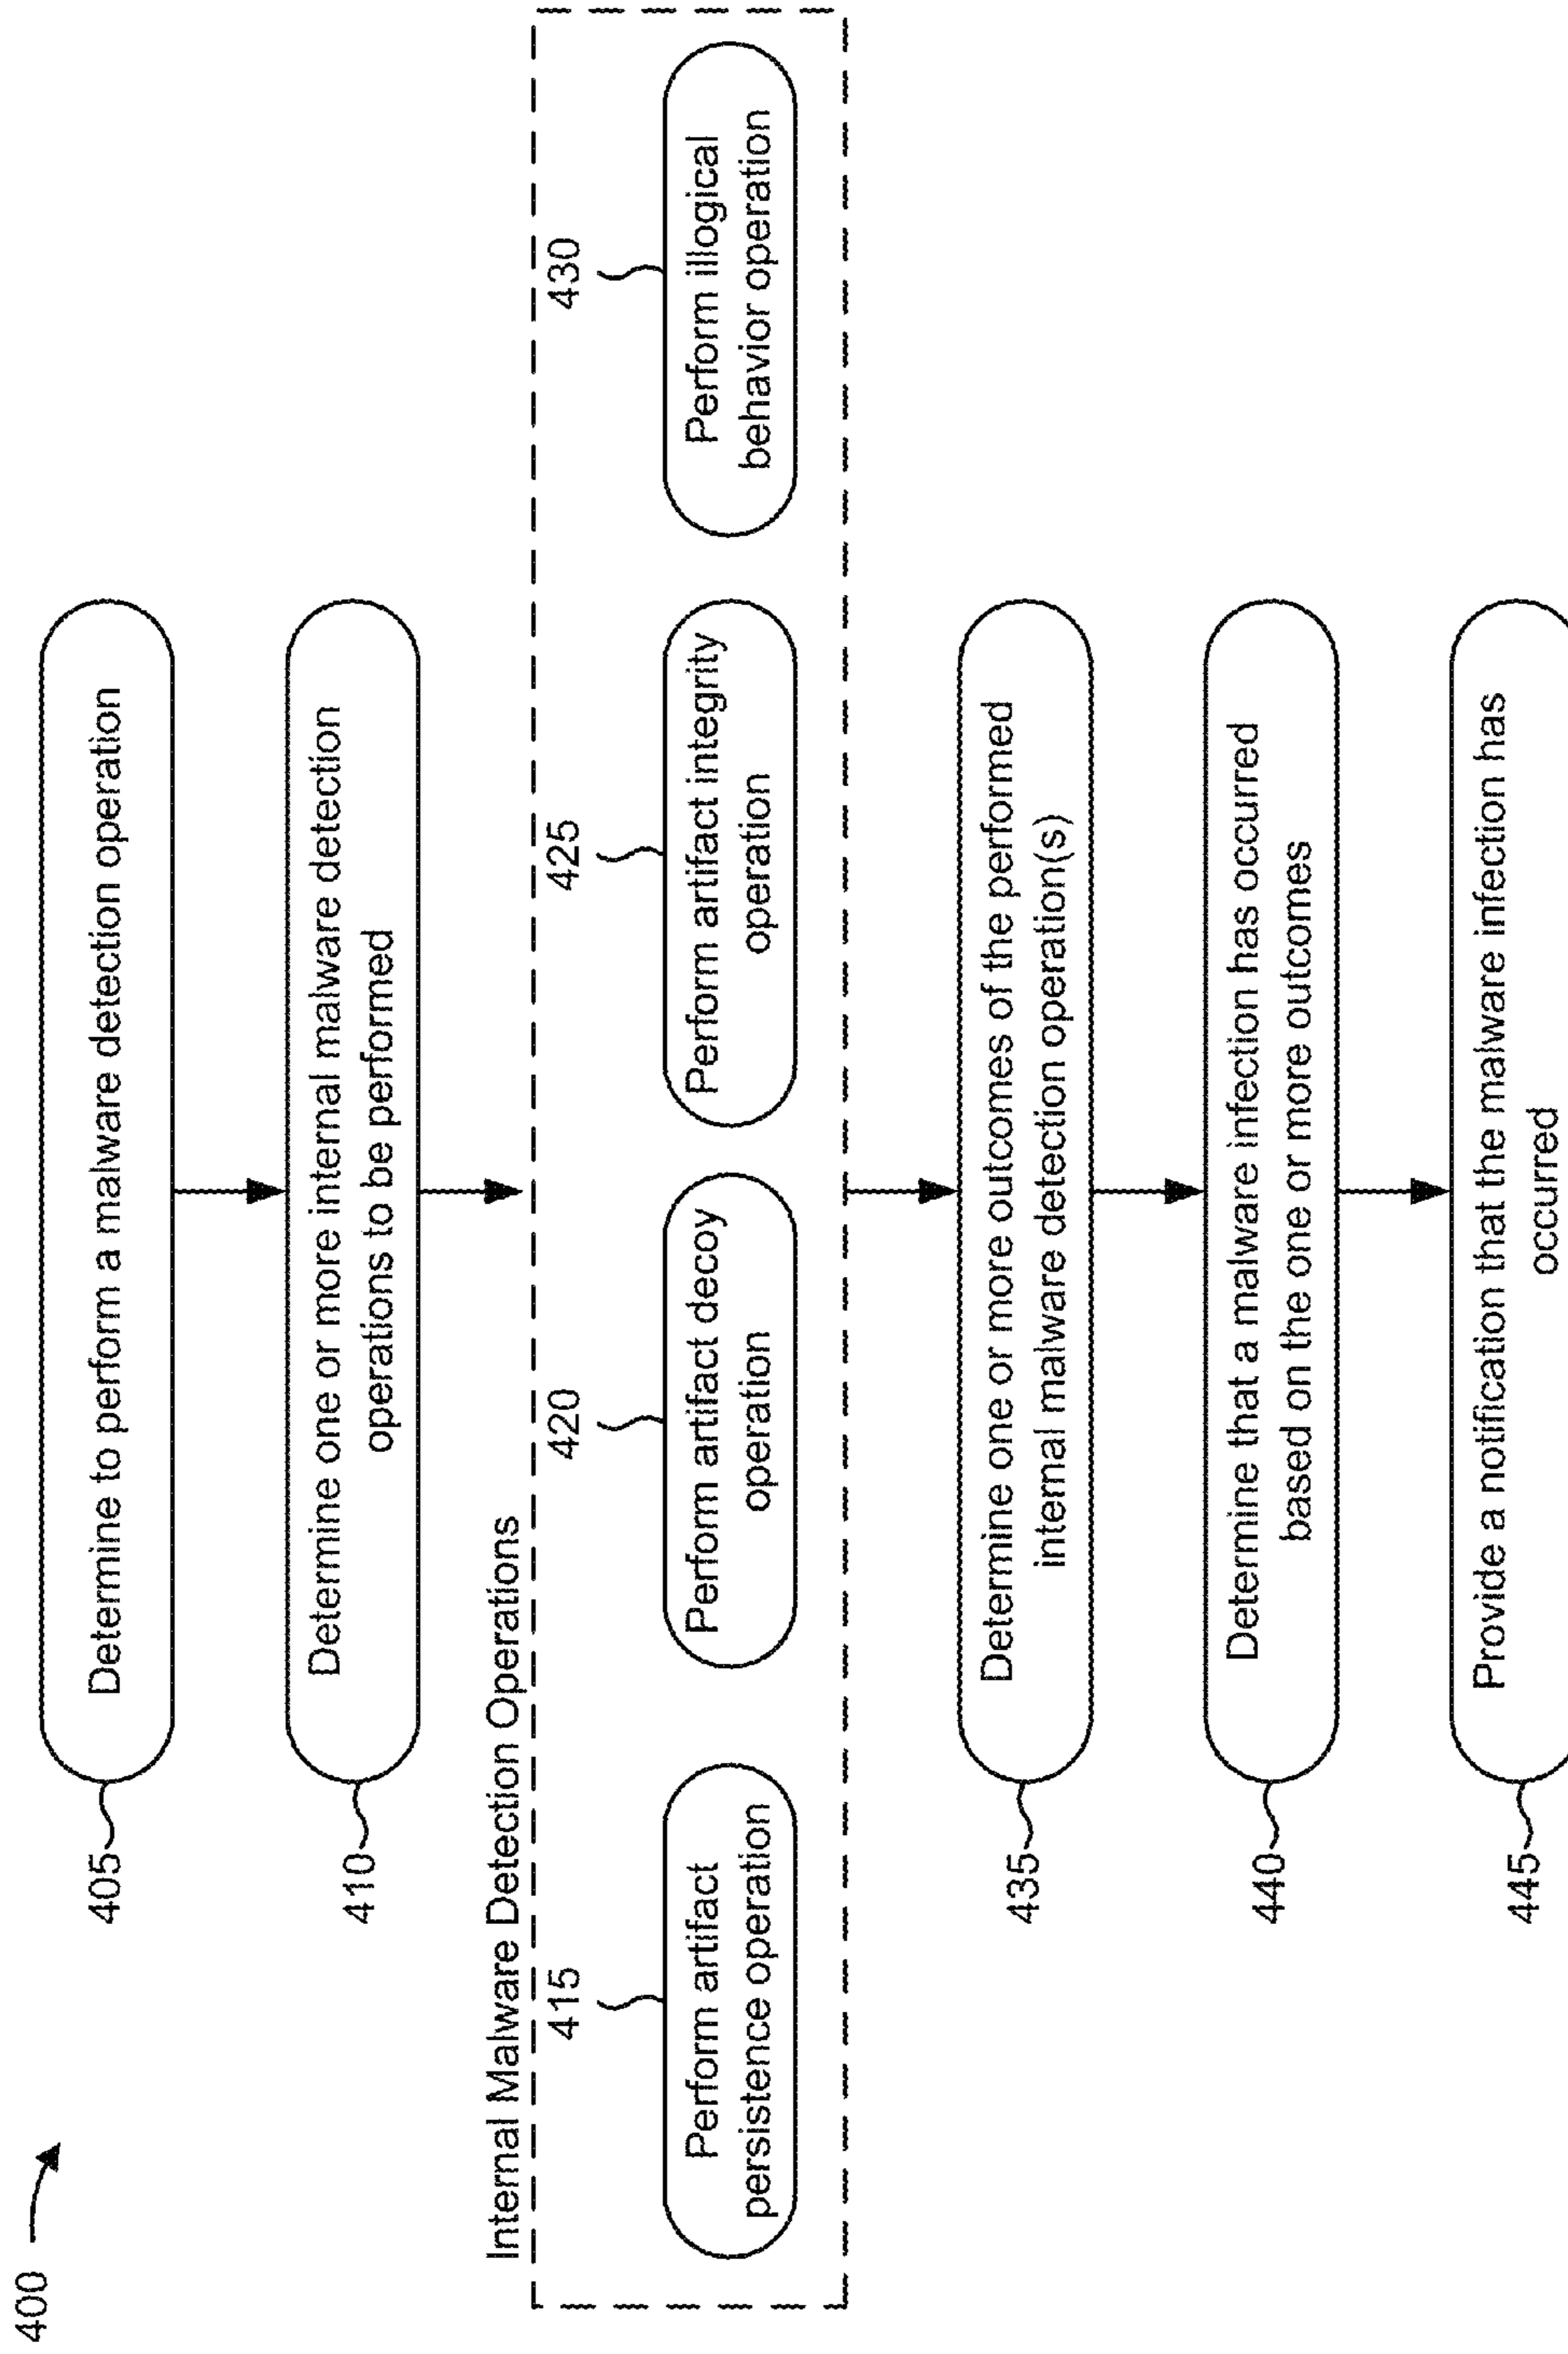 400
405
Determine to perform a malware detection operation
410
Determine one or more internal malware detection
operations to be performed
Internal Malware Detection Operations
415
Perform artifact
persistence operation
420
Perform artifact decoy
operation
425
Perform artifact integrity
operation
430
Perform illogical
behavior operation
435
Determine one or more outcomes of the performed
internal malware detection operation(s)
440
Determine that a malware infection has occurred
based on the one or more outcomes
445
Provide a notification that the malware infection has
occurred